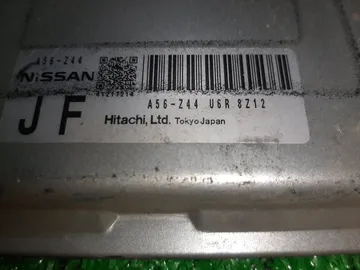 A56-Z44
NISSAN
A56-Z44 U6R 8Z12
JF
Hitachi, Ltd. Tokyo Japan